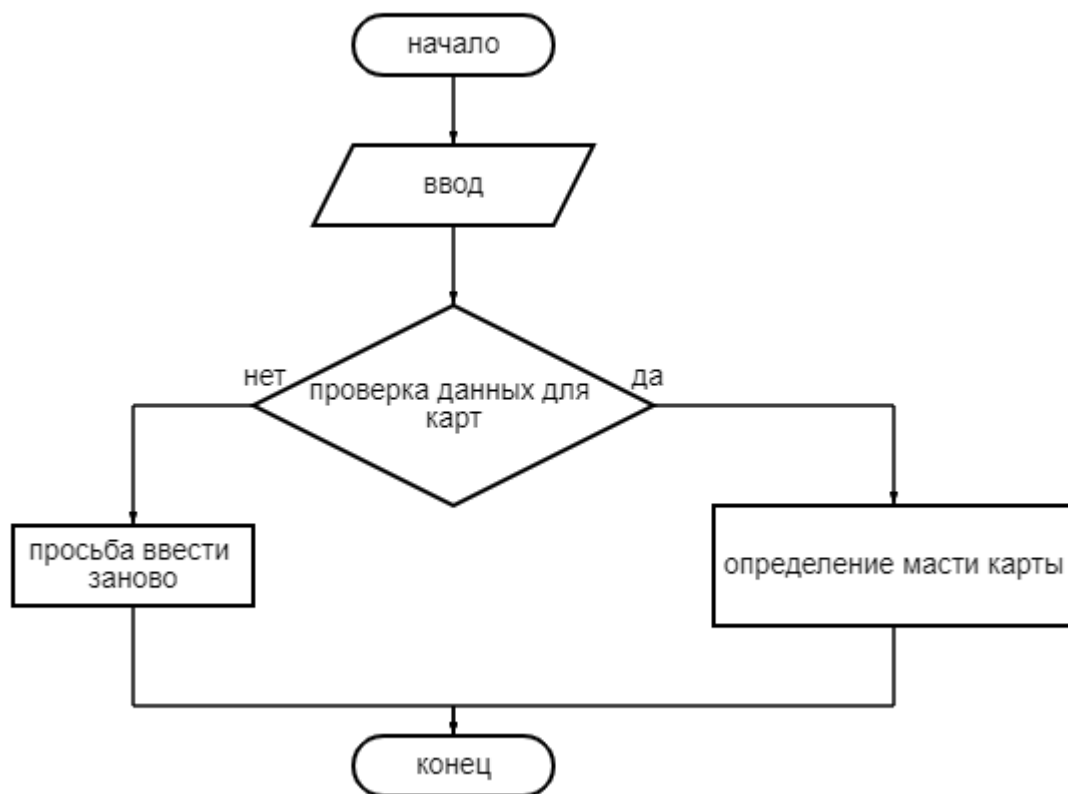 начало
ввод
нет
да
проверка данных для
карт
просьба ввести
заново
определение масти карты
конец